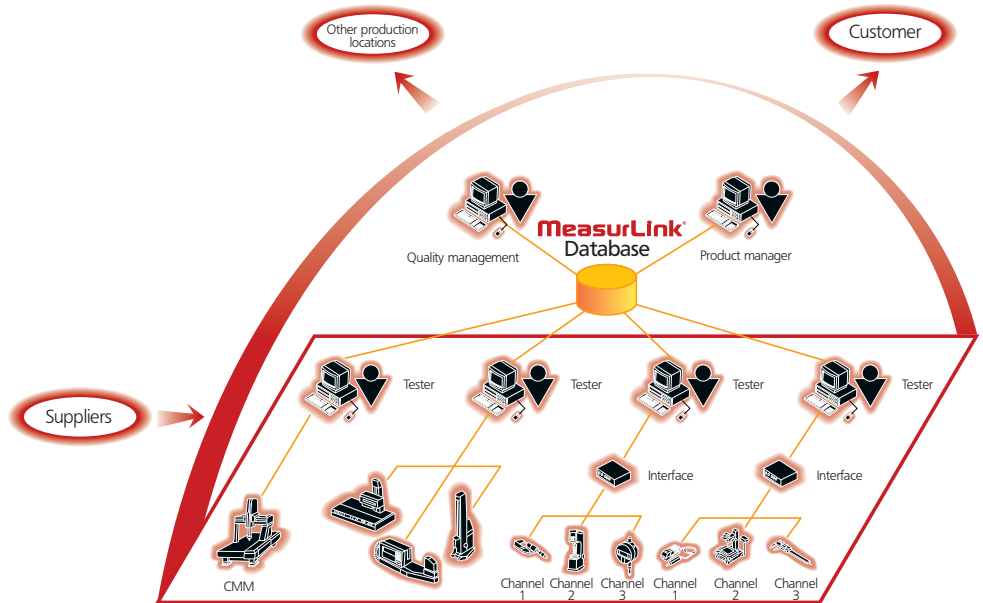 Other production
locations
Customer
MeasurLink®
Database
Quality management
Product manager
Tester
Tester
Tester
Tester
Suppliers
Interface
Interface
CMM
Channel
1
Channel
2
Channel
3
Channel
1
Channel
2
Channel
3